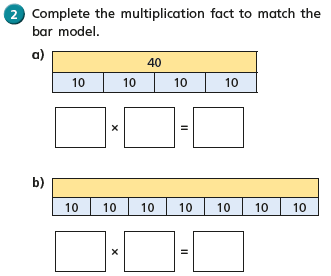 2 Complete the multiplication fact to match the
bar model.
a)
40
10 10 10 10
× =
b)
10 10 10 10 10 10 10
× =